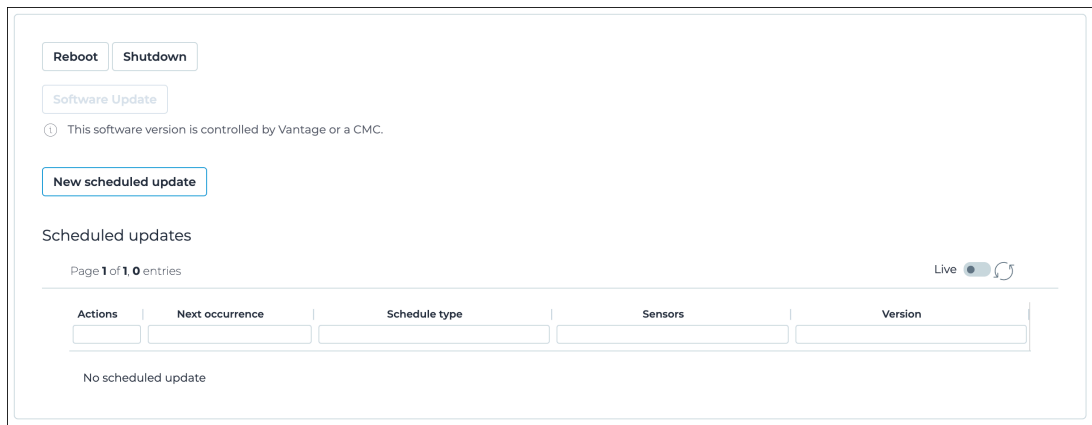 Reboot Shutdown
Software Update
This software version is controlled by Vantage or a CMC.
New scheduled update
Scheduled updates
Page 1 of 1, 0 entries Live
Actions Next occurrence Schedule type Sensors Version
No scheduled update